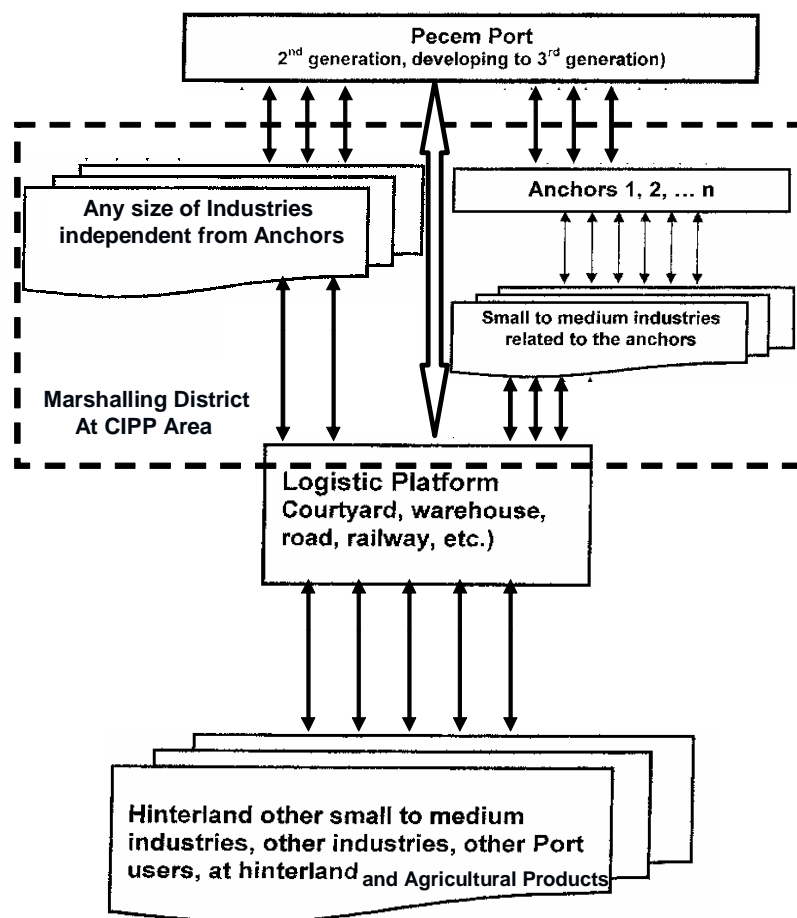 Pecem Port
2nd generation, developing to 3rd generation)
Any size of Industries
independent from Anchors
Anchors 1, 2, ... n
Small to medium industries
related to the anchors
Marshalling District
At CIPP Area
Logistic Platform
Courtyard, warehouse,
road, railway, etc.)
Hinterland other small to medium
industries, other industries, other Port
users, at hinterland and Agricultural Products